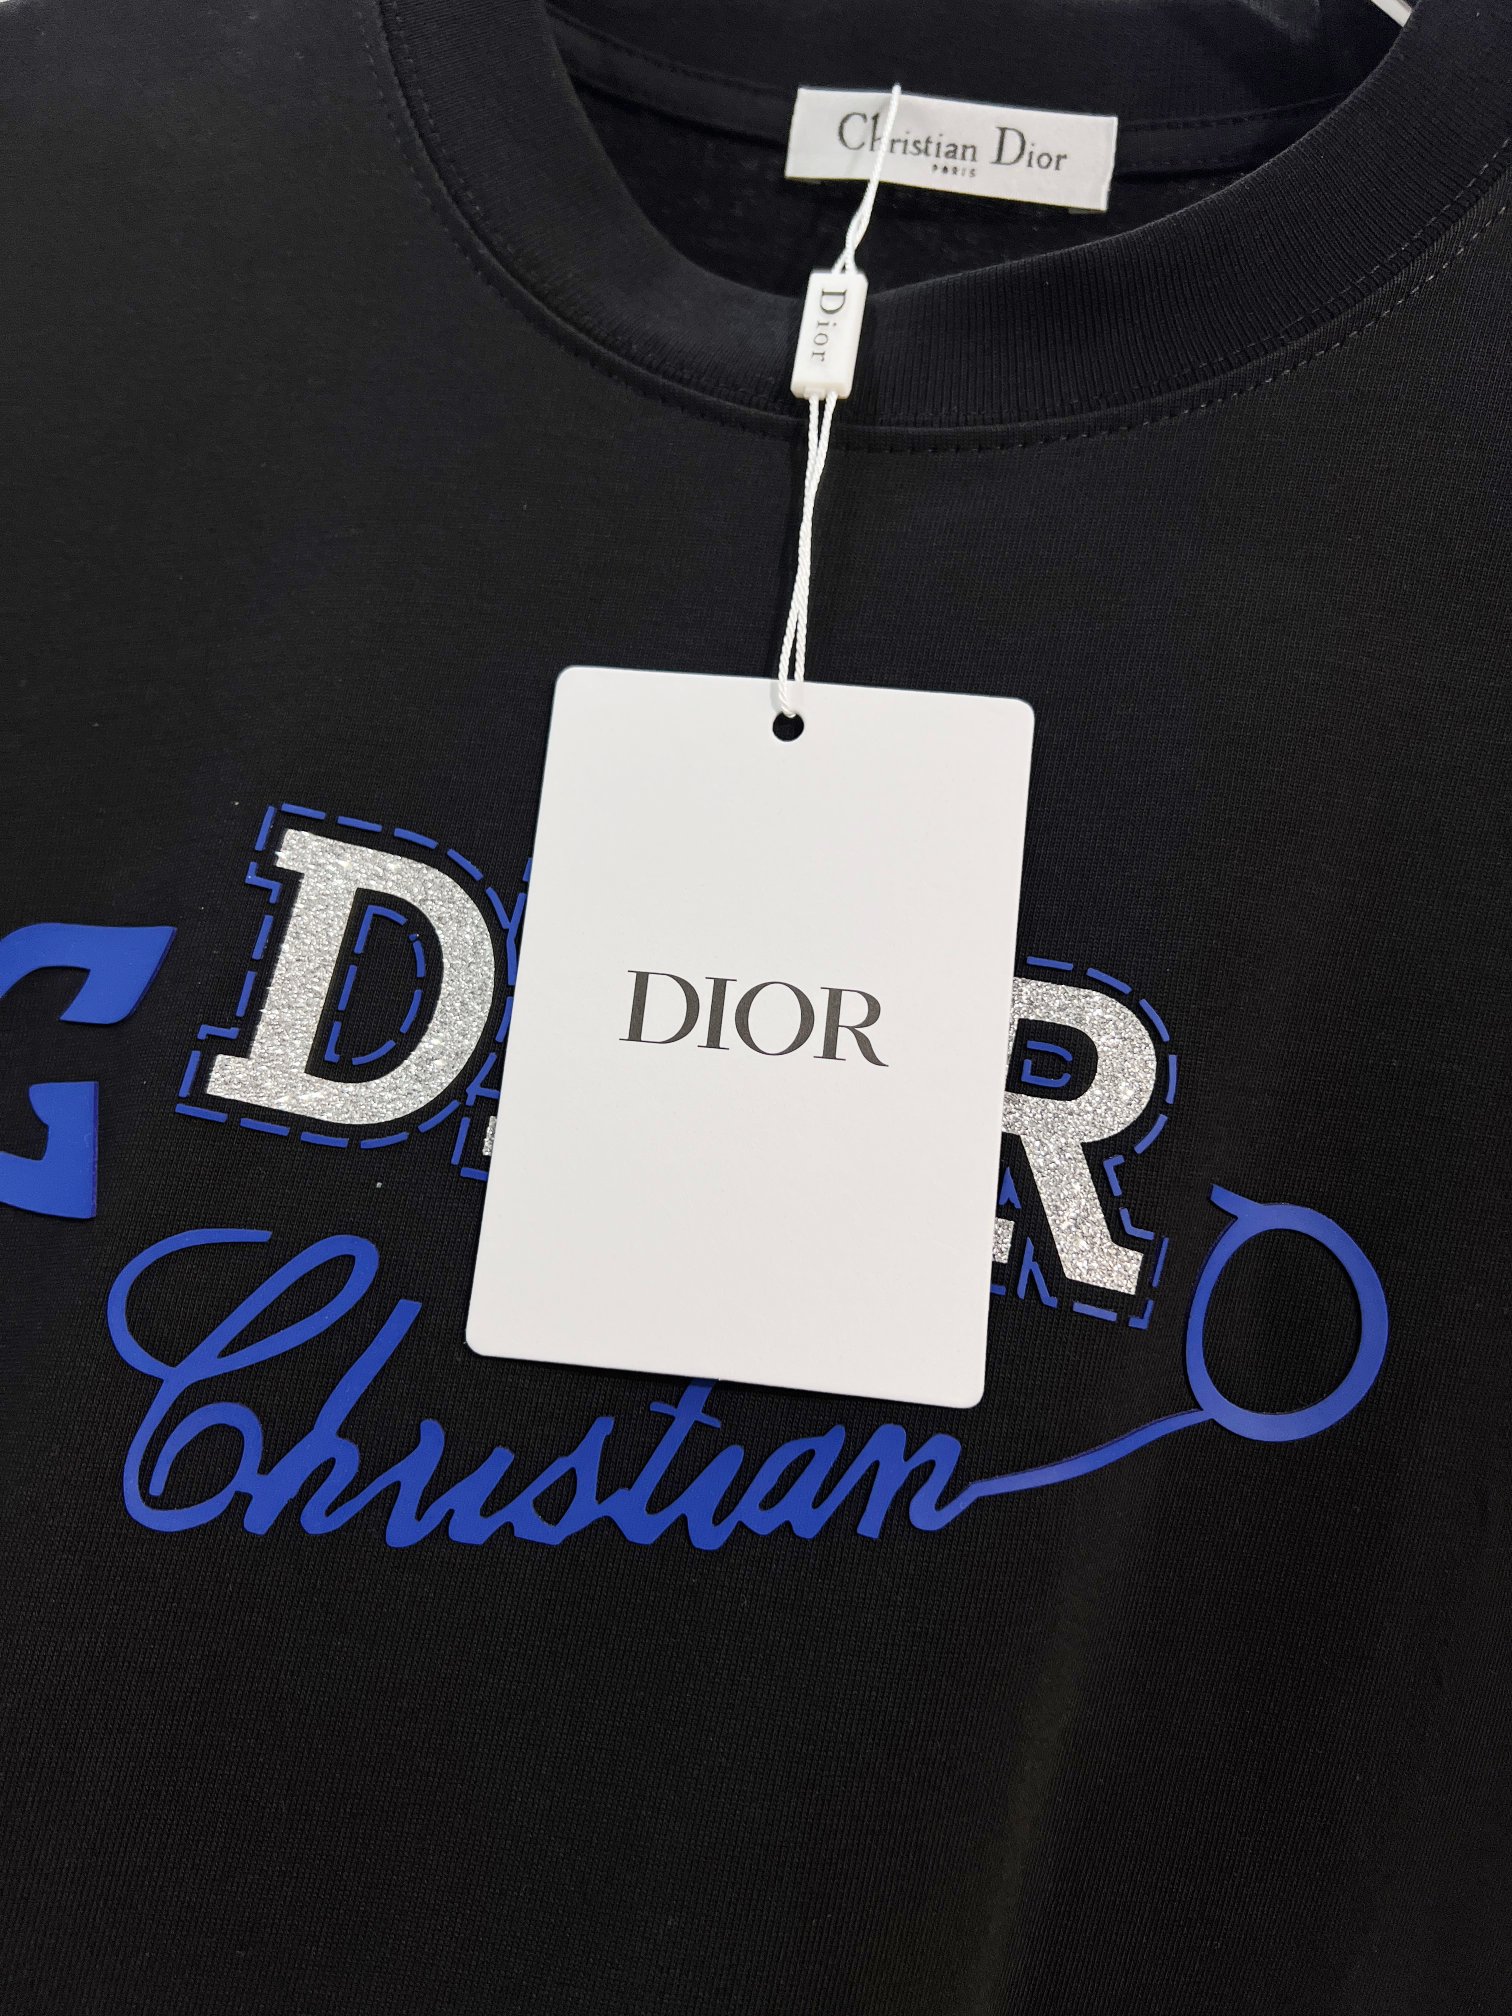 Christian Dior
PARIS
Dior
DIOR
D R
Christian